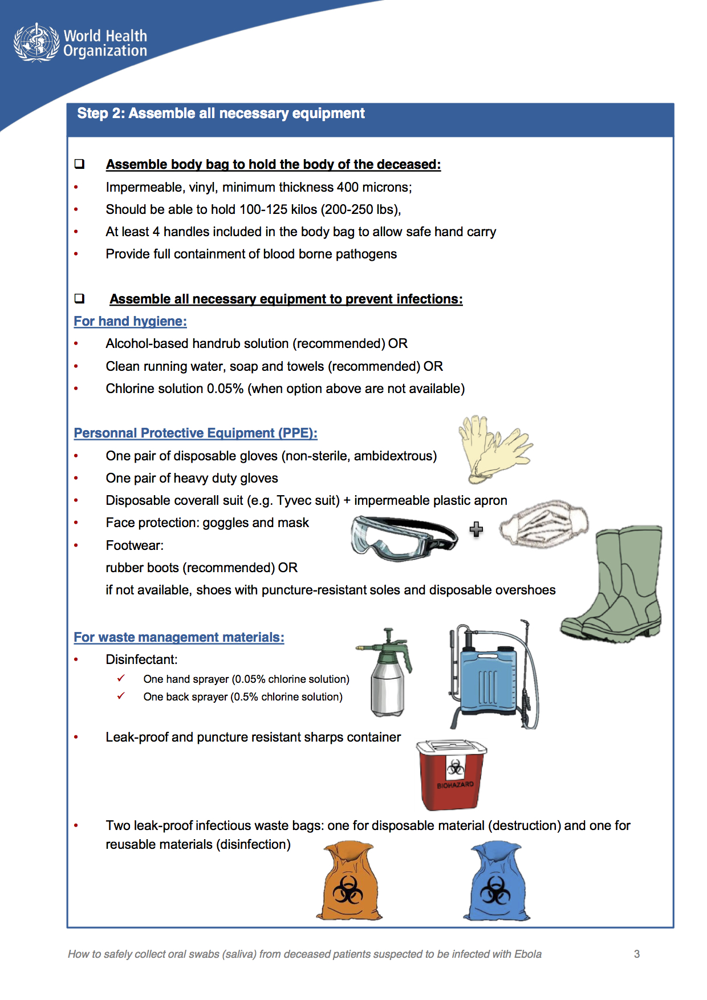 World Health
Organization
Step 2: Assemble all necessary equipment
❑ Assemble body bag to hold the body of the deceased:
• Impermeable, vinyl, minimum thickness 400 microns;
• Should be able to hold 100-125 kilos (200-250 lbs),
• At least 4 handles included in the body bag to allow safe hand carry
• Provide full containment of blood borne pathogens
❑ Assemble all necessary equipment to prevent infections:
For hand hygiene:
• Alcohol-based handrub solution (recommended) OR
• Clean running water, soap and towels (recommended) OR
• Chlorine solution 0.05% (when option above are not available)
Personnal Protective Equipment (PPE):
• One pair of disposable gloves (non-sterile, ambidextrous)
• One pair of heavy duty gloves
• Disposable coverall suit (e.g. Tyvec suit) + impermeable plastic apron
• Face protection: goggles and mask
• Footwear:
rubber boots (recommended) OR
if not available, shoes with puncture-resistant soles and disposable overshoes
For waste management materials:
• Disinfectant:
✓ One hand sprayer (0.05% chlorine solution)
✓ One back sprayer (0.5% chlorine solution)
• Leak-proof and puncture resistant sharps container
BIOHAZARD
• Two leak-proof infectious waste bags: one for disposable material (destruction) and one for
reusable materials (disinfection)
How to safely collect oral swabs (saliva) from deceased patients suspected to be infected with Ebola 3